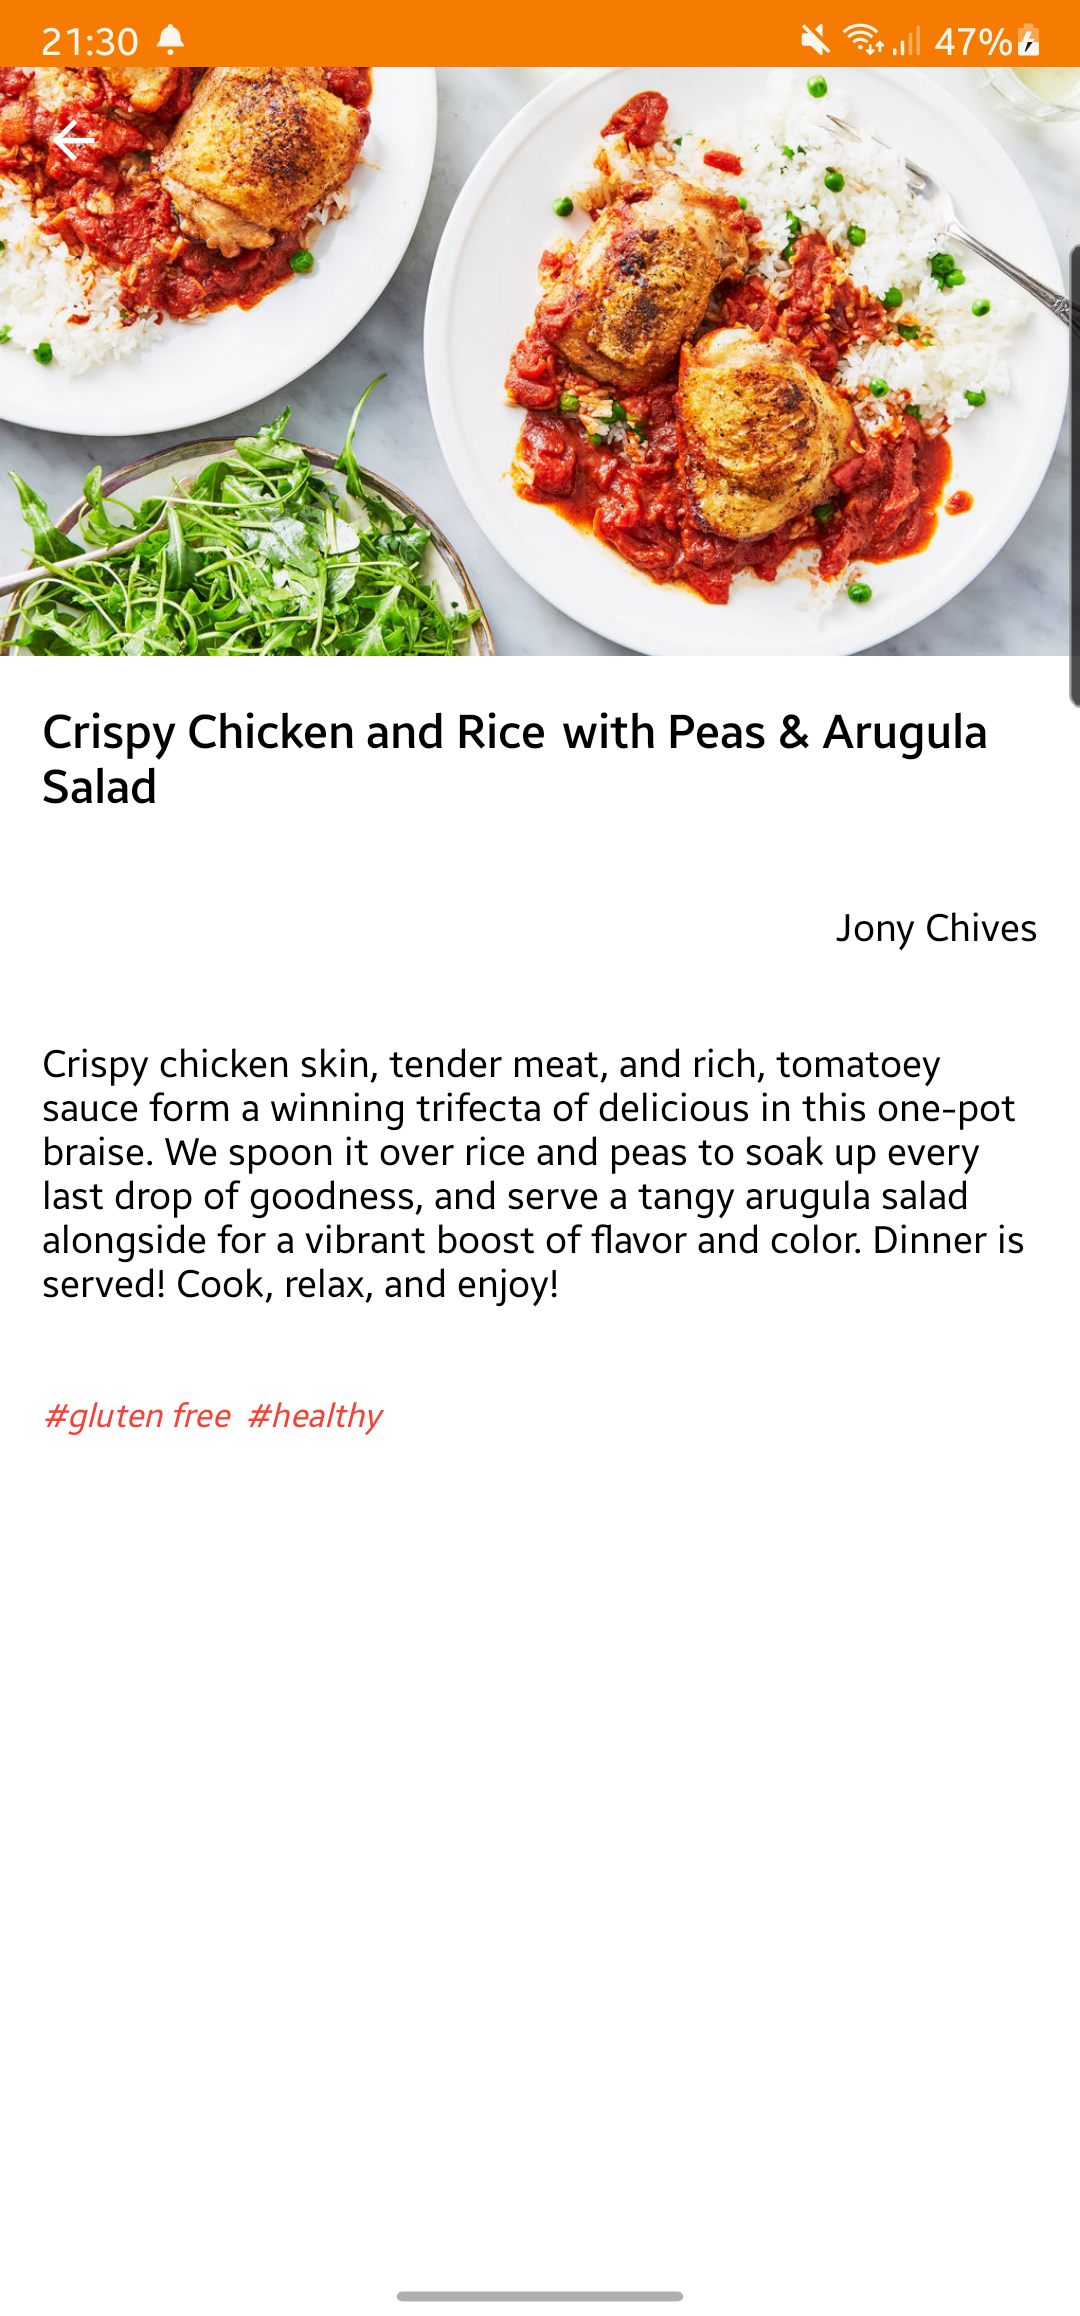 21:30
47%
Crispy Chicken and Rice with Peas & Arugula
Salad
Jony Chives
Crispy chicken skin, tender meat, and rich, tomatoey
sauce form a winning trifecta of delicious in this one-pot
braise. We spoon it over rice and peas to soak up every
last drop of goodness, and serve a tangy arugula salad
alongside for a vibrant boost of flavor and color. Dinner is
served! Cook, relax, and enjoy!
#gluten free #healthy